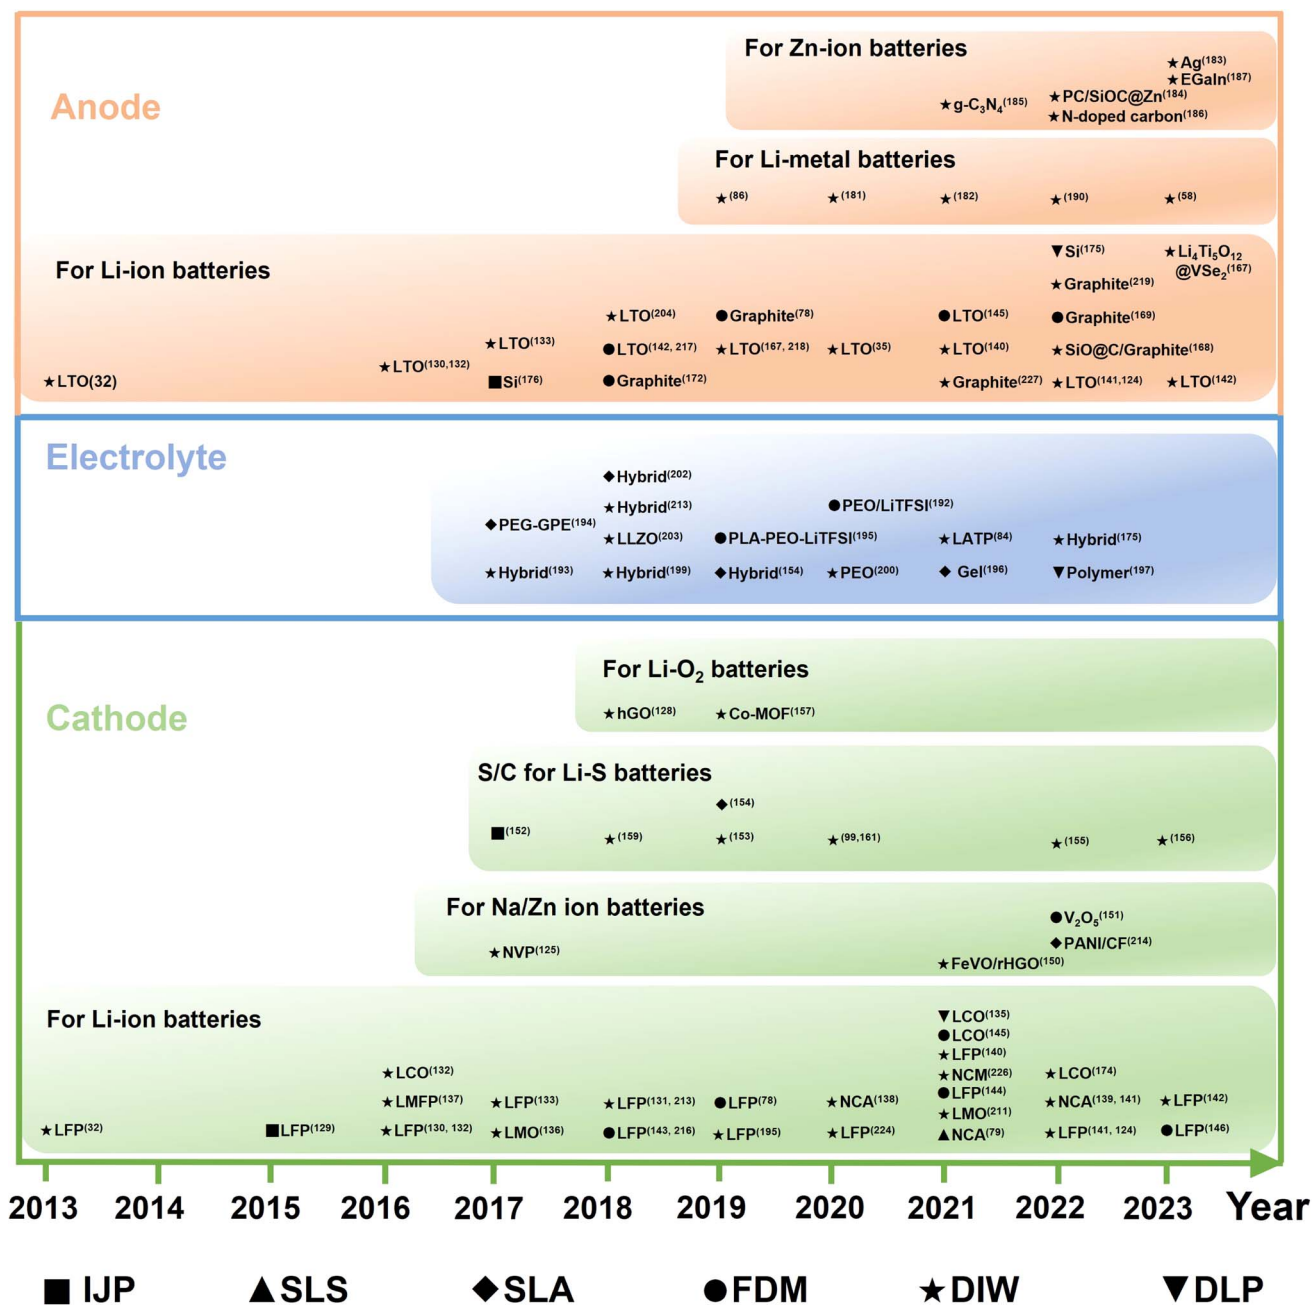 Anode
For Zn-ion batteries
★Ag(183)
★EGaIn(187)
★g-C3N4(185)
★PC/SiOC@Zn(184)
★N-doped carbon(186)
For Li-metal batteries
★(86) ★(181) ★(182) ★(190) ★(58)
For Li-ion batteries
▼Si(175) ★Li4Ti5O12
@VSe2(167)
★Graphite(219)
★LTO(204) ●Graphite(78) ●LTO(145) ●Graphite(169)
★LTO(133) ●LTO(142, 217) ★LTO(167, 218) ★LTO(35) ★LTO(140) ★SiO@C/Graphite(168)
★LTO(130,132)
★LTO(32) ■Si(176) ●Graphite(172) ★Graphite(227) ★LTO(141,124) ★LTO(142)
Electrolyte
◆Hybrid(202)
★Hybrid(213) ●PEO/LiTFSI(192)
◆PEG-GPE(194)
★LLZO(203) ●PLA-PEO-LiTFSI(195) ★LATP(84) ★Hybrid(175)
★Hybrid(193) ★Hybrid(199) ◆Hybrid(154) ★PEO(200) ◆ Gel(196) ▼Polymer(197)
Cathode
For Li-O2 batteries
★hGO(128) ★Co-MOF(157)
S/C for Li-S batteries
◆(154)
■(152) ★(159) ★(153) ★(99,161) ★(155) ★(156)
For Na/Zn ion batteries
●V2O5(151)
◆PANI/CF(214)
★NVP(125) ★FeVO/rHGO(150)
For Li-ion batteries
▼LCO(135)
●LCO(145)
★LFP(140)
★LCO(132) ★NCM(226) ★LCO(174)
●LFP(144)
★LMFP(137) ★LFP(133) ★LFP(131, 213) ●LFP(78) ★NCA(138) ★LMO(211) ★NCA(139, 141) ★LFP(142)
★LFP(32) ■LFP(129) ★LFP(130, 132) ★LMO(136) ●LFP(143, 216) ★LFP(195) ★LFP(224) ▲NCA(79) ★LFP(141, 124) ●LFP(146)
2013 2014 2015 2016 2017 2018 2019 2020 2021 2022 2023 Year
■ IJP ▲SLS ◆SLA ●FDM ★DIW ▼DLP